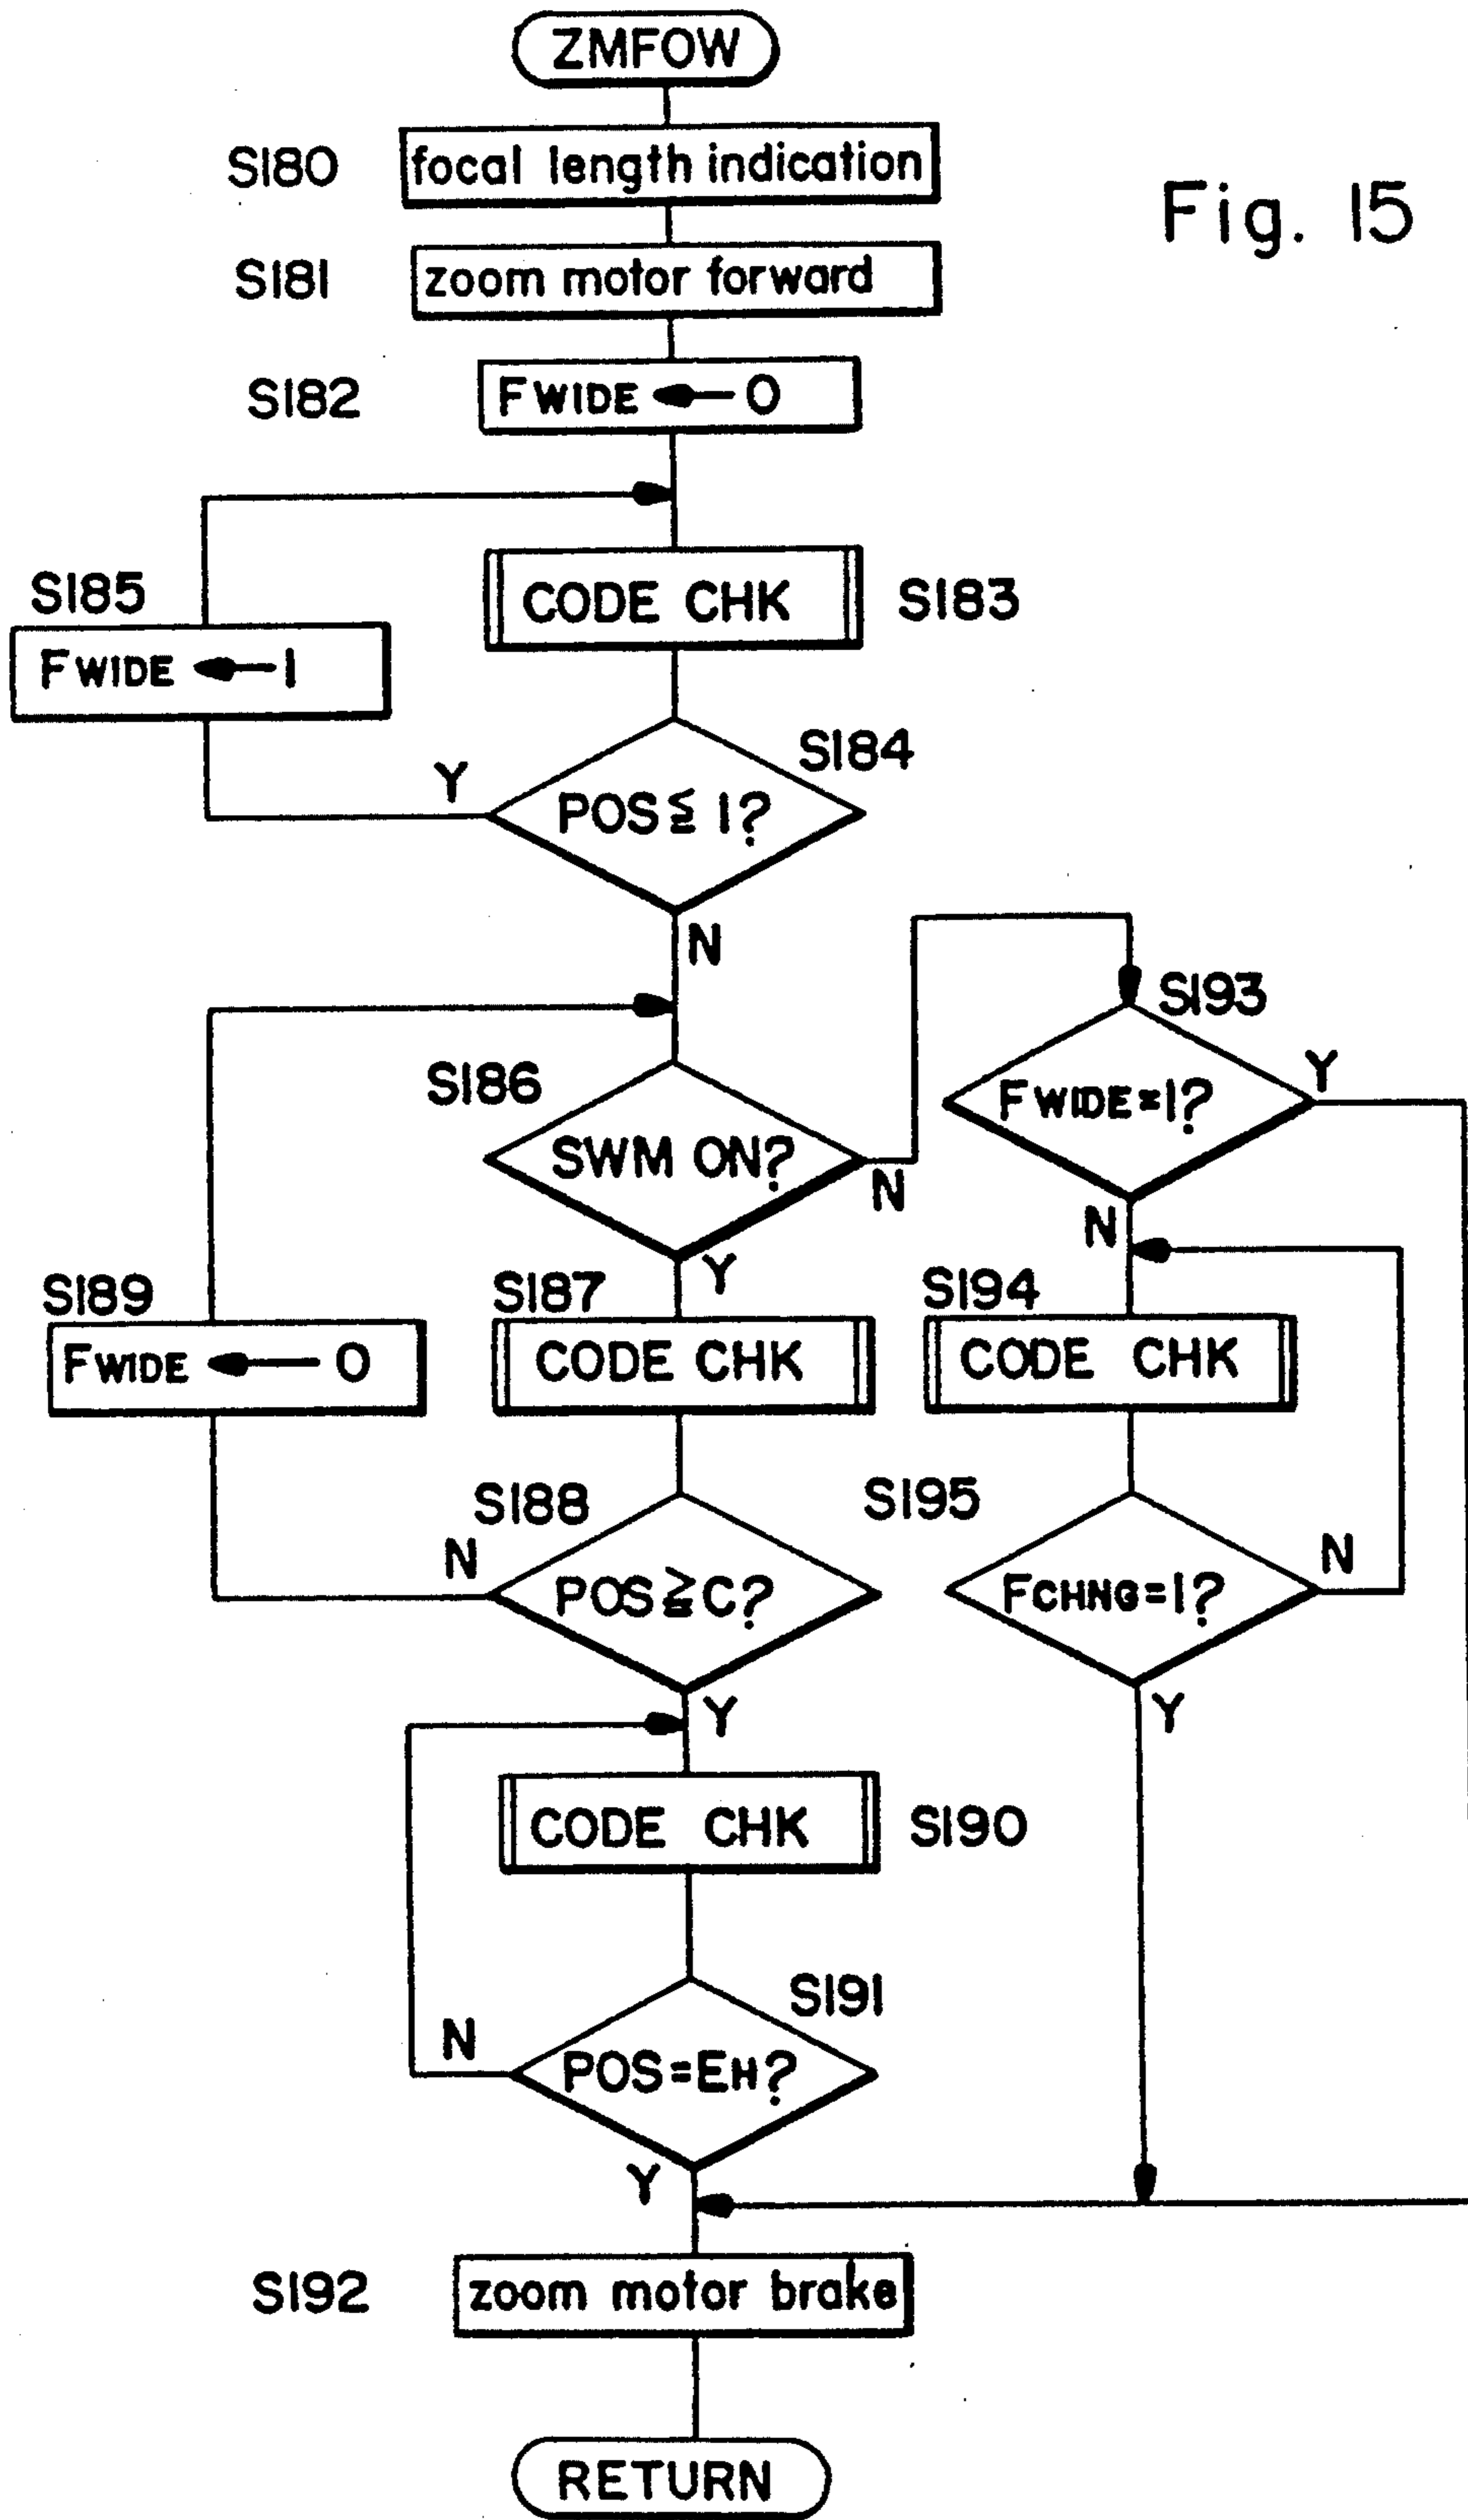 ZMFOW
S180 focal length indication
Fig. 15
S181 zoom motor forward
S182 FWIDE ← 0
CODE CHK S183
S185
FWIDE ← 1
S184
Y POS ≦ 1?
N
S193
S186
FWIDE=1? Y
SWM ON? N
N
Y
S189 S187 S194
FWIDE ← 0 CODE CHK CODE CHK
S188 S195
N POS ≧ C? FCHNG=1? N
Y Y
CODE CHK S190
S191
N POS=EH?
Y
S192 zoom motor brake
RETURN